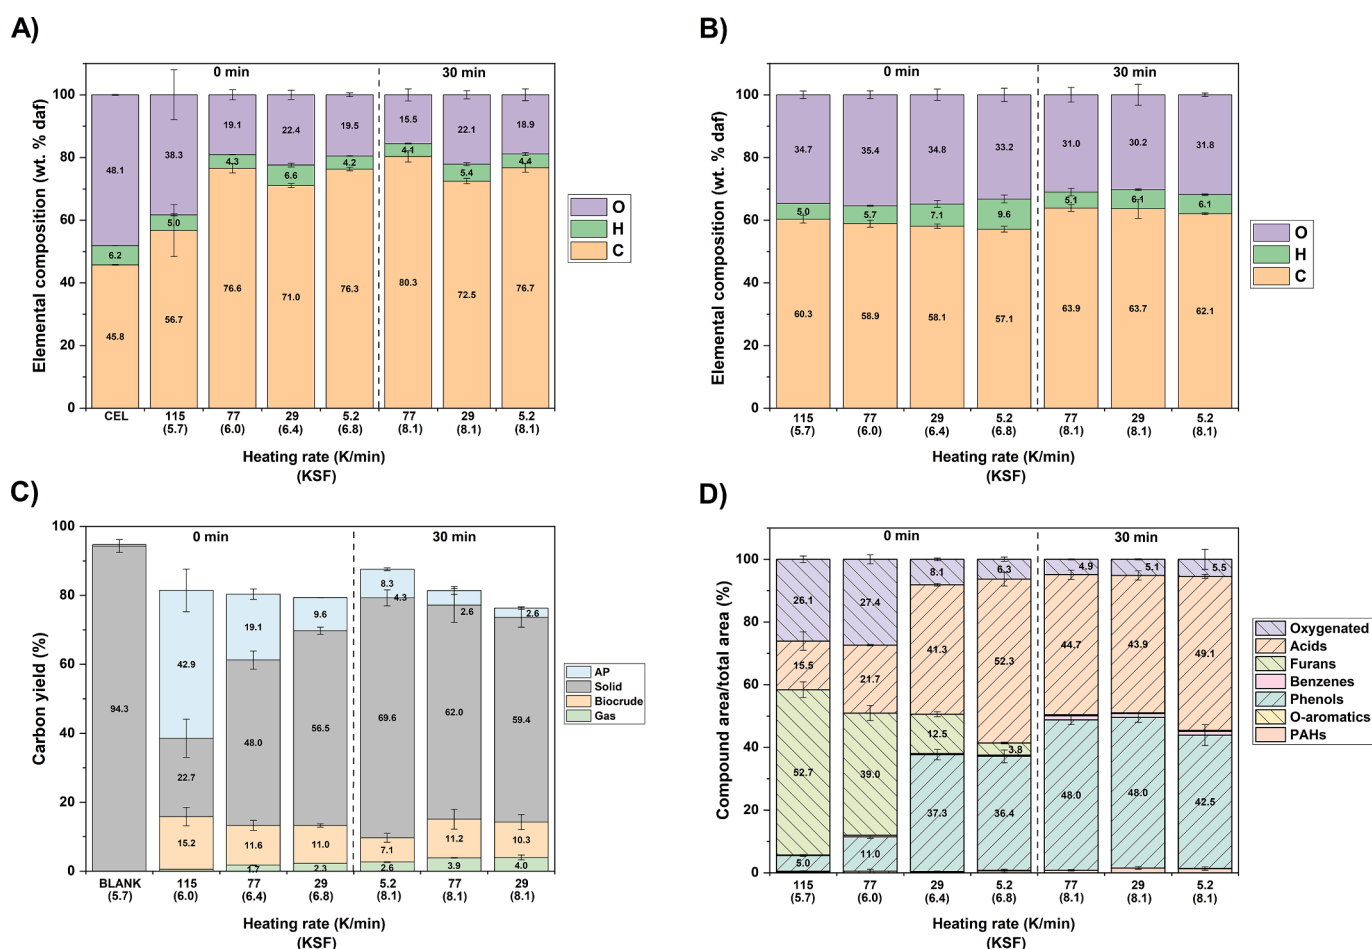 A)
0 min
30 min
Elemental composition (wt. % daf)
100
80
60
40
20
0
48.1
38.3
19.1
22.4
19.5
15.5
22.1
18.9
6.2
5.0
4.3
6.6
4.2
4.1
5.4
4.4
45.8
56.7
76.6
71.0
76.3
80.3
72.5
76.7
CEL 115 77 29 5.2 77 29 5.2
(5.7) (6.0) (6.4) (6.8) (8.1) (8.1) (8.1)
Heating rate (K/min)
(KSF)
O
H
C
B)
0 min
30 min
Elemental composition (wt. % daf)
100
80
60
40
20
0
34.7
35.4
34.8
33.2
31.0
30.2
31.8
5.0
5.7
7.1
9.6
5.1
6.1
6.1
60.3
58.9
58.1
57.1
63.9
63.7
62.1
115 77 29 5.2 77 29 5.2
(5.7) (6.0) (6.4) (6.8) (8.1) (8.1) (8.1)
Heating rate (K/min)
(KSF)
O
H
C
C)
0 min
30 min
Carbon yield (%)
100
80
60
40
20
0
94.3
42.9
22.7
15.2
19.1
48.0
11.6
1.7
9.6
56.5
11.0
2.3
8.3
4.3
69.6
7.1
2.6
2.6
62.0
11.2
3.9
2.6
59.4
10.3
4.0
BLANK 115 77 29 5.2 77 29
(5.7) (6.0) (6.4) (6.8) (8.1) (8.1) (8.1)
Heating rate (K/min)
(KSF)
AP
Solid
Biocrude
Gas
D)
0 min
30 min
Compound area/total area (%)
100
80
60
40
20
0
26.1
15.5
52.7
5.0
27.4
21.7
39.0
11.0
8.1
41.3
12.5
37.3
6.3
52.3
3.8
36.4
4.9
44.7
48.0
5.1
43.9
48.0
5.5
49.1
42.5
115 77 29 5.2 77 29 5.2
(5.7) (6.0) (6.4) (6.8) (8.1) (8.1) (8.1)
Heating rate (K/min)
(KSF)
Oxygenated
Acids
Furans
Benzenes
Phenols
O-aromatics
PAHs